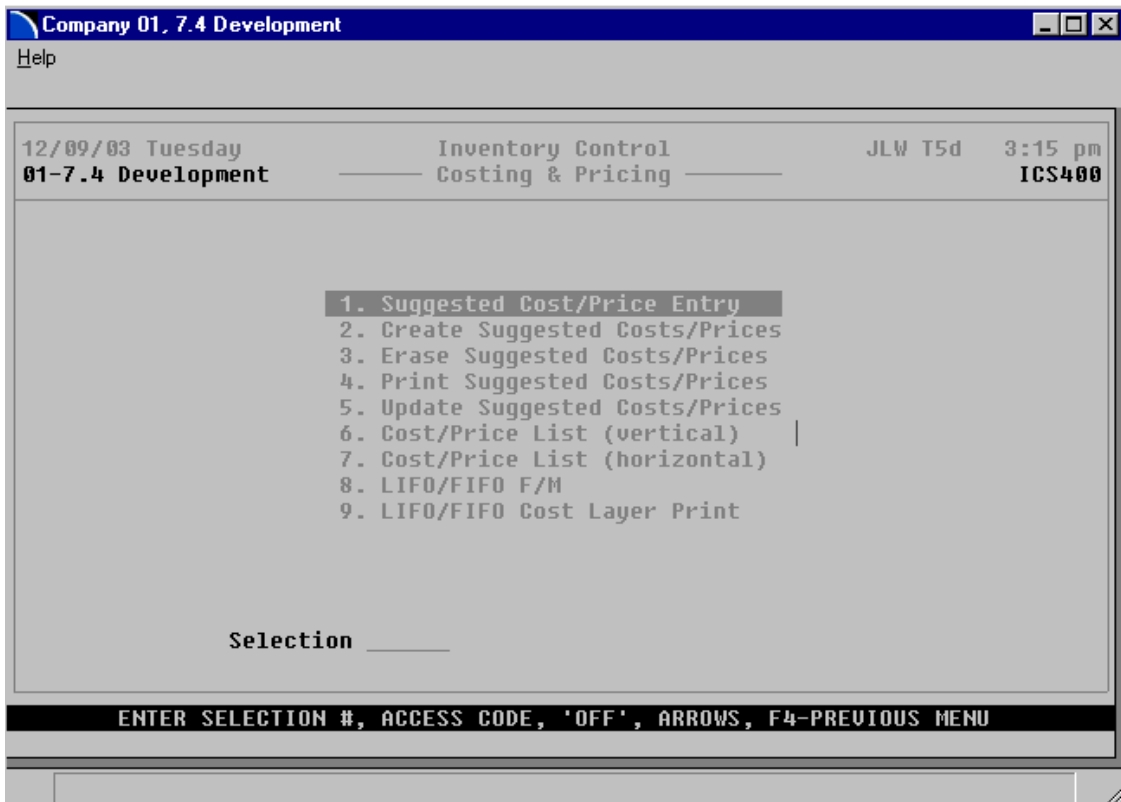 Company 01, 7.4 Development
Help
12/09/03 Tuesday Inventory Control JLW T5d 3:15 pm
01-7.4 Development Costing & Pricing ICS400
1. Suggested Cost/Price Entry
2. Create Suggested Costs/Prices
3. Erase Suggested Costs/Prices
4. Print Suggested Costs/Prices
5. Update Suggested Costs/Prices
6. Cost/Price List (vertical)
7. Cost/Price List (horizontal)
8. LIFO/FIFO F/M
9. LIFO/FIFO Cost Layer Print
Selection ______
ENTER SELECTION #, ACCESS CODE, 'OFF', ARROWS, F4-PREVIOUS MENU